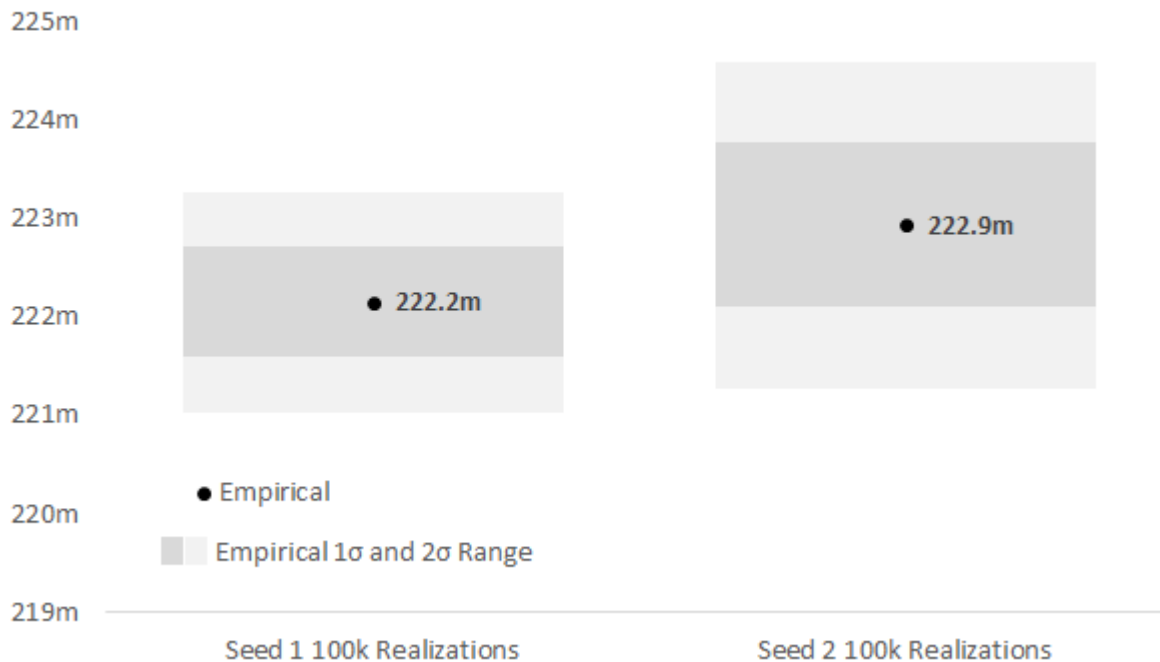 225m
224m
223m
222m
221m
220m
219m
222.2m
222.9m
Empirical
Empirical 1σ and 2σ Range
Seed 1 100k Realizations
Seed 2 100k Realizations